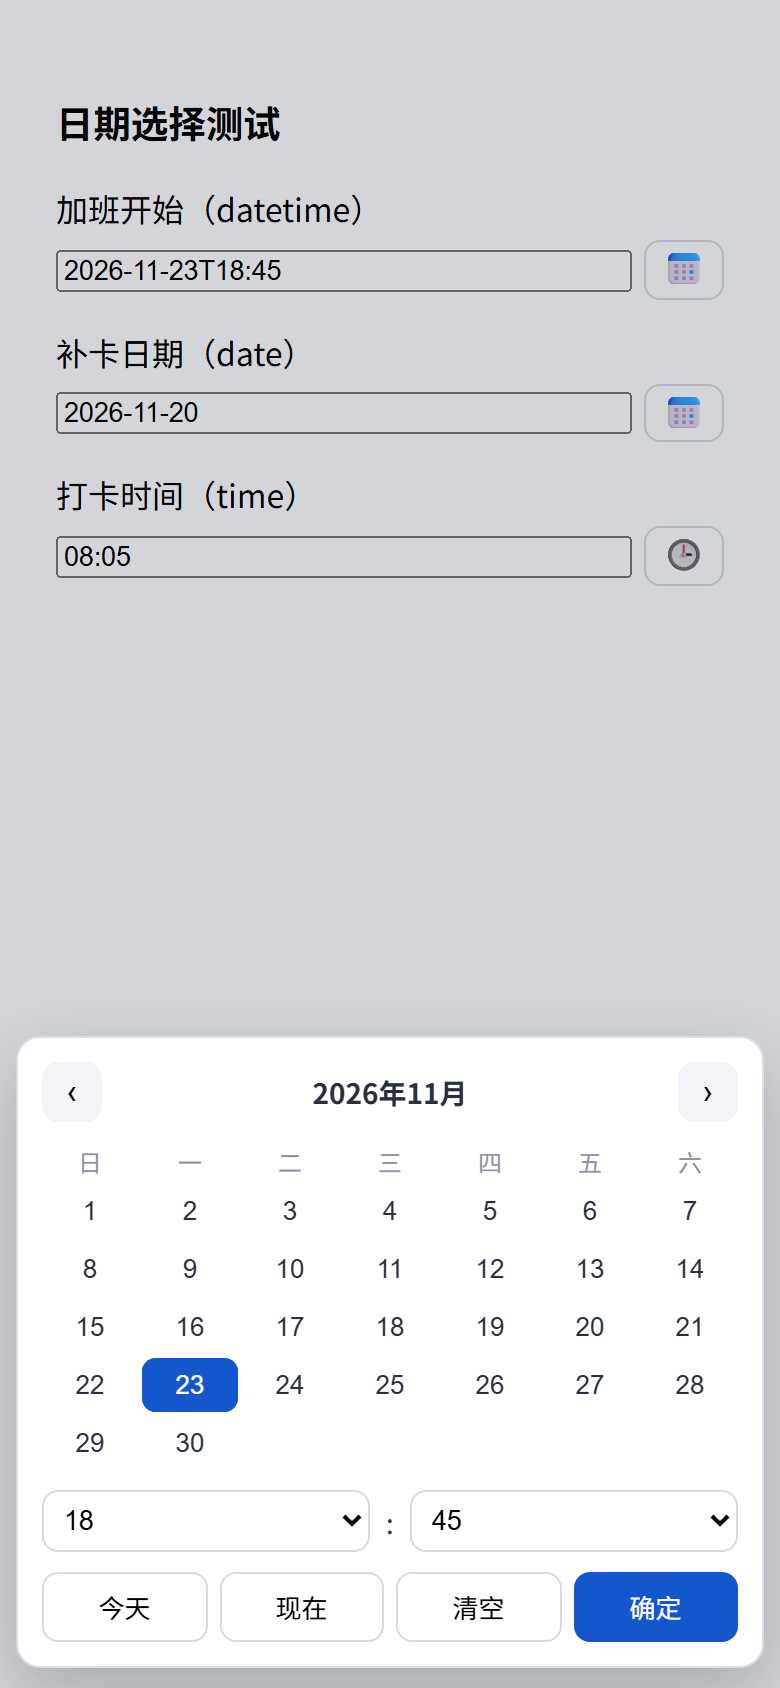 日期选择测试
加班开始（datetime）
2026-11-23T18:45
补卡日期（date）
2026-11-20
打卡时间（time）
08:05
‹ 2026年11月 ›
日 一 二 三 四 五 六
1 2 3 4 5 6 7
8 9 10 11 12 13 14
15 16 17 18 19 20 21
22 23 24 25 26 27 28
29 30
18 : 45
今天 现在 清空 确定